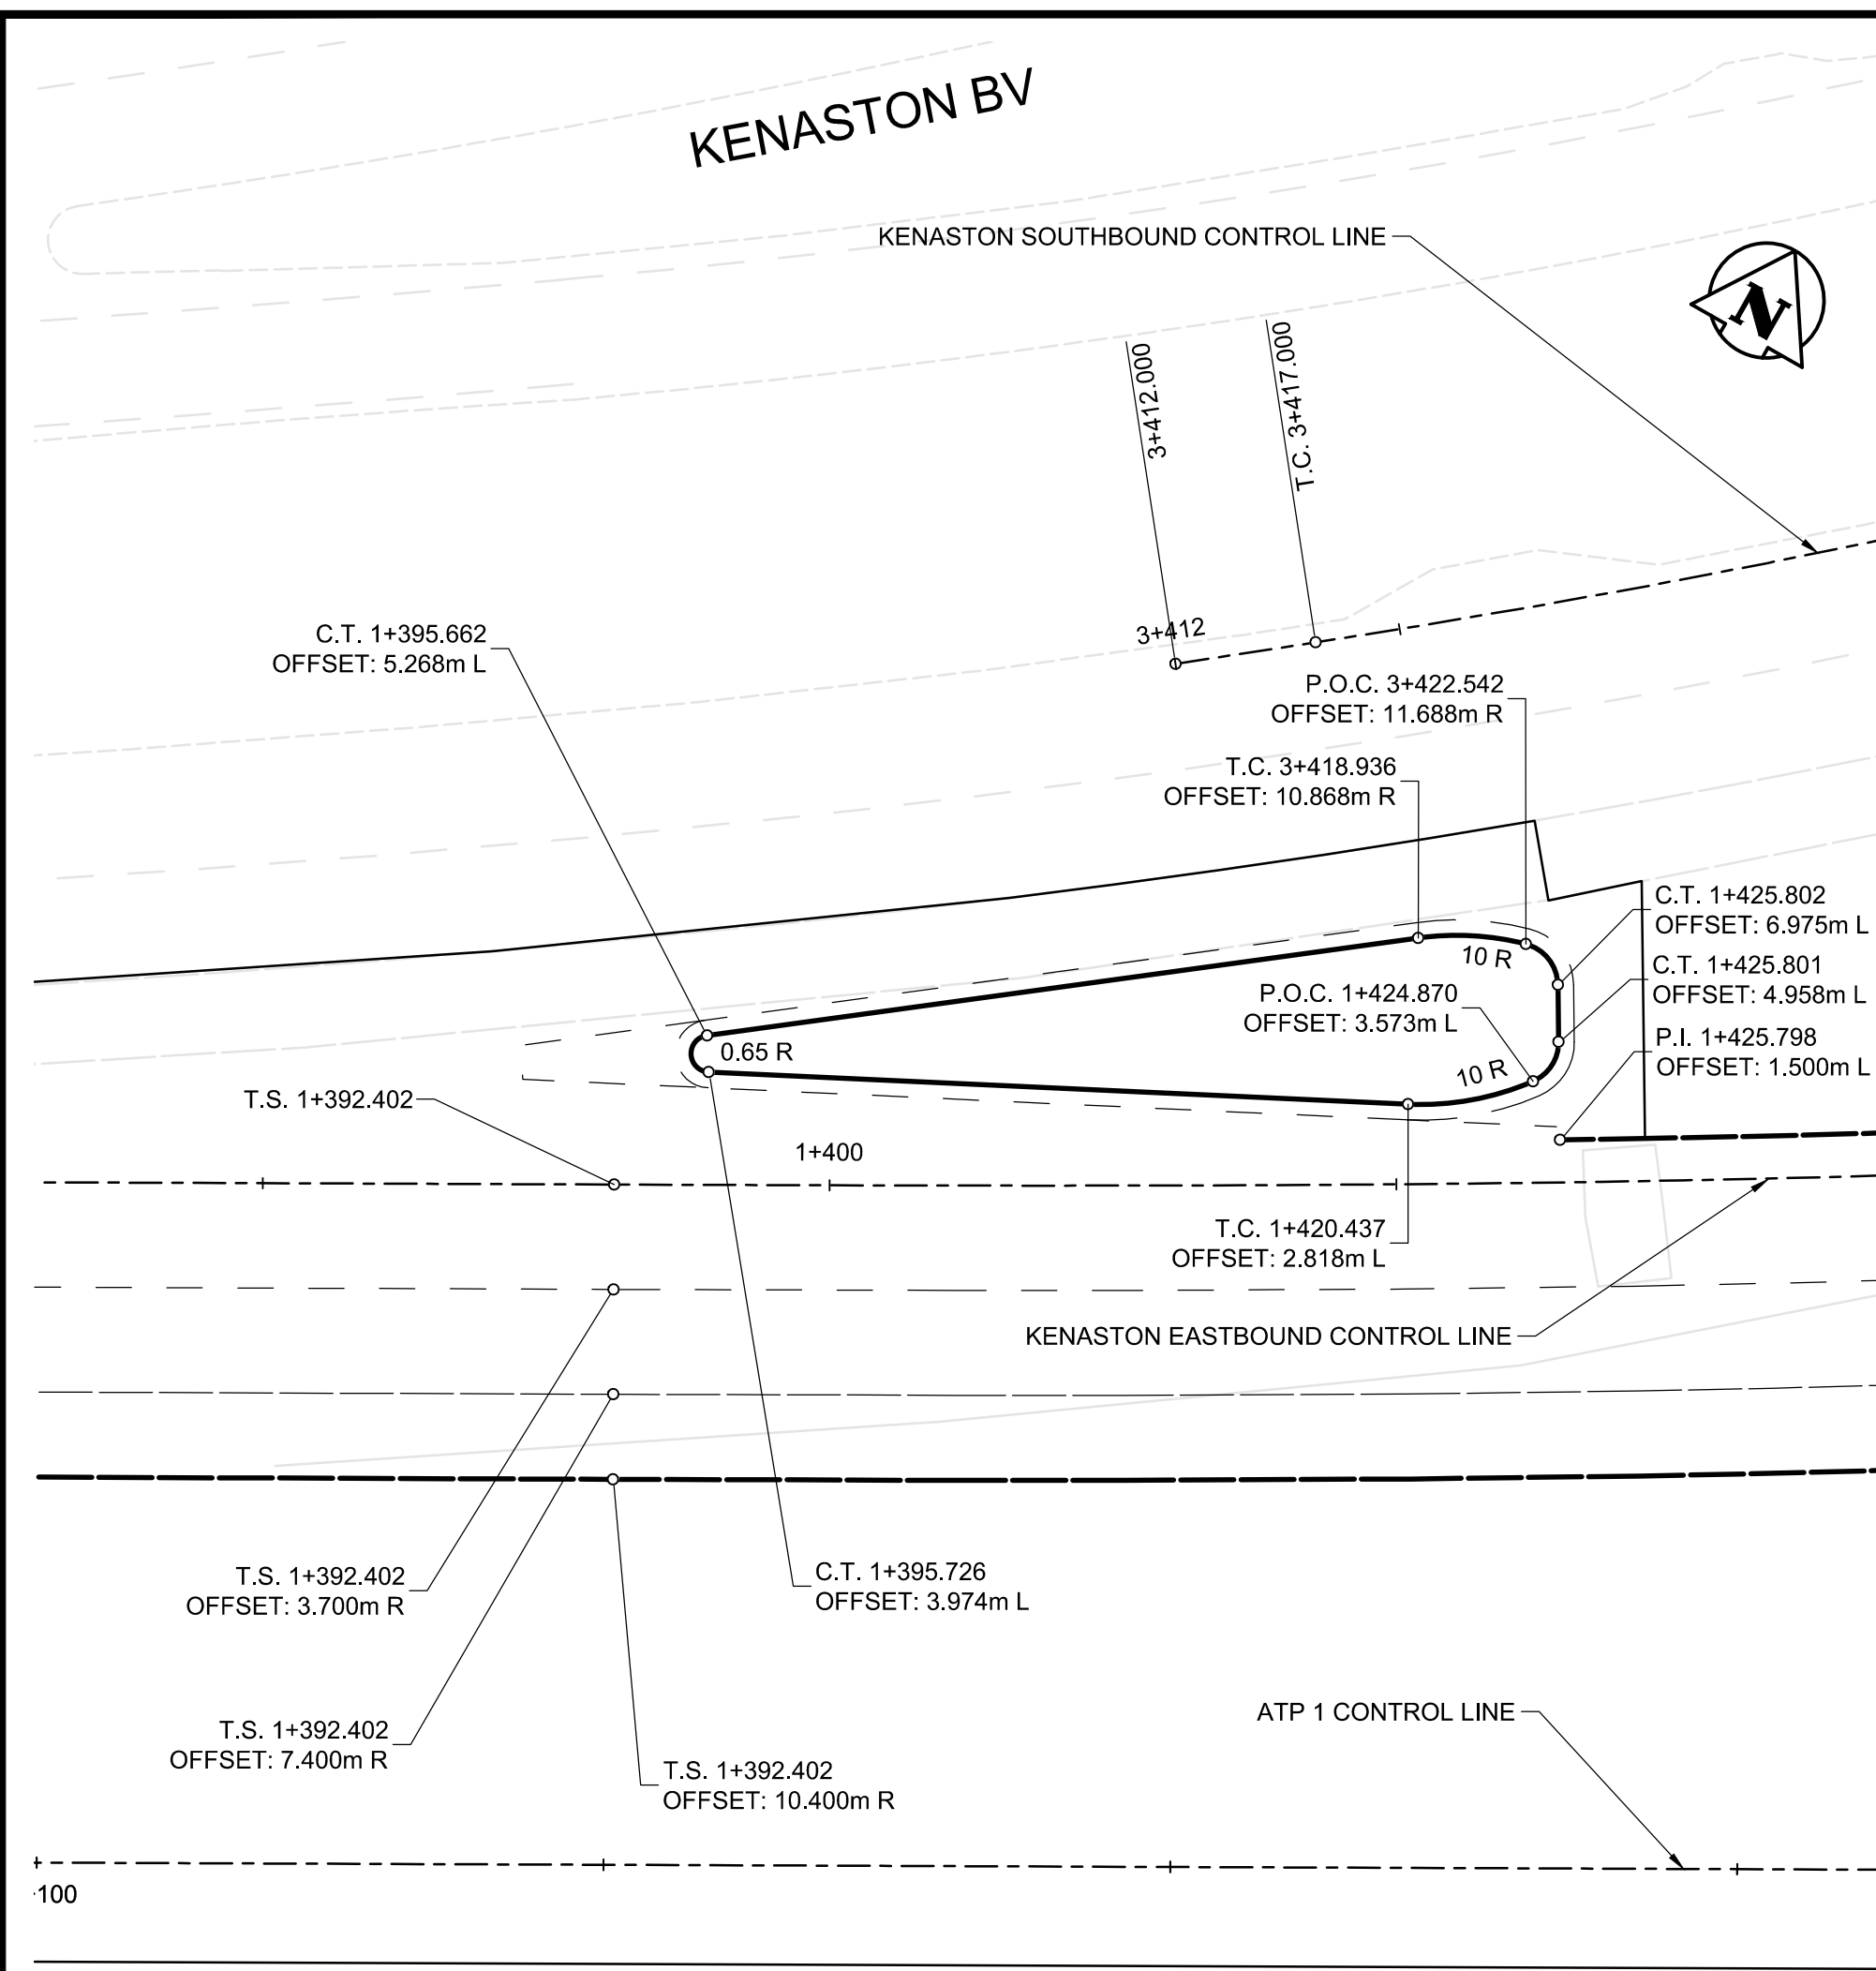 KENASTON BV
KENASTON SOUTHBOUND CONTROL LINE
N
3+412.000
T.C. 3+417.000
3+412
C.T. 1+395.662
OFFSET: 5.268m L
P.O.C. 3+422.542
OFFSET: 11.688m R
T.C. 3+418.936
OFFSET: 10.868m R
C.T. 1+425.802
OFFSET: 6.975m L
10 R
C.T. 1+425.801
OFFSET: 4.958m L
P.O.C. 1+424.870
OFFSET: 3.573m L
P.I. 1+425.798
OFFSET: 1.500m L
0.65 R
10 R
T.S. 1+392.402
1+400
T.C. 1+420.437
OFFSET: 2.818m L
KENASTON EASTBOUND CONTROL LINE
T.S. 1+392.402
OFFSET: 3.700m R
C.T. 1+395.726
OFFSET: 3.974m L
T.S. 1+392.402
OFFSET: 7.400m R
T.S. 1+392.402
OFFSET: 10.400m R
ATP 1 CONTROL LINE
100